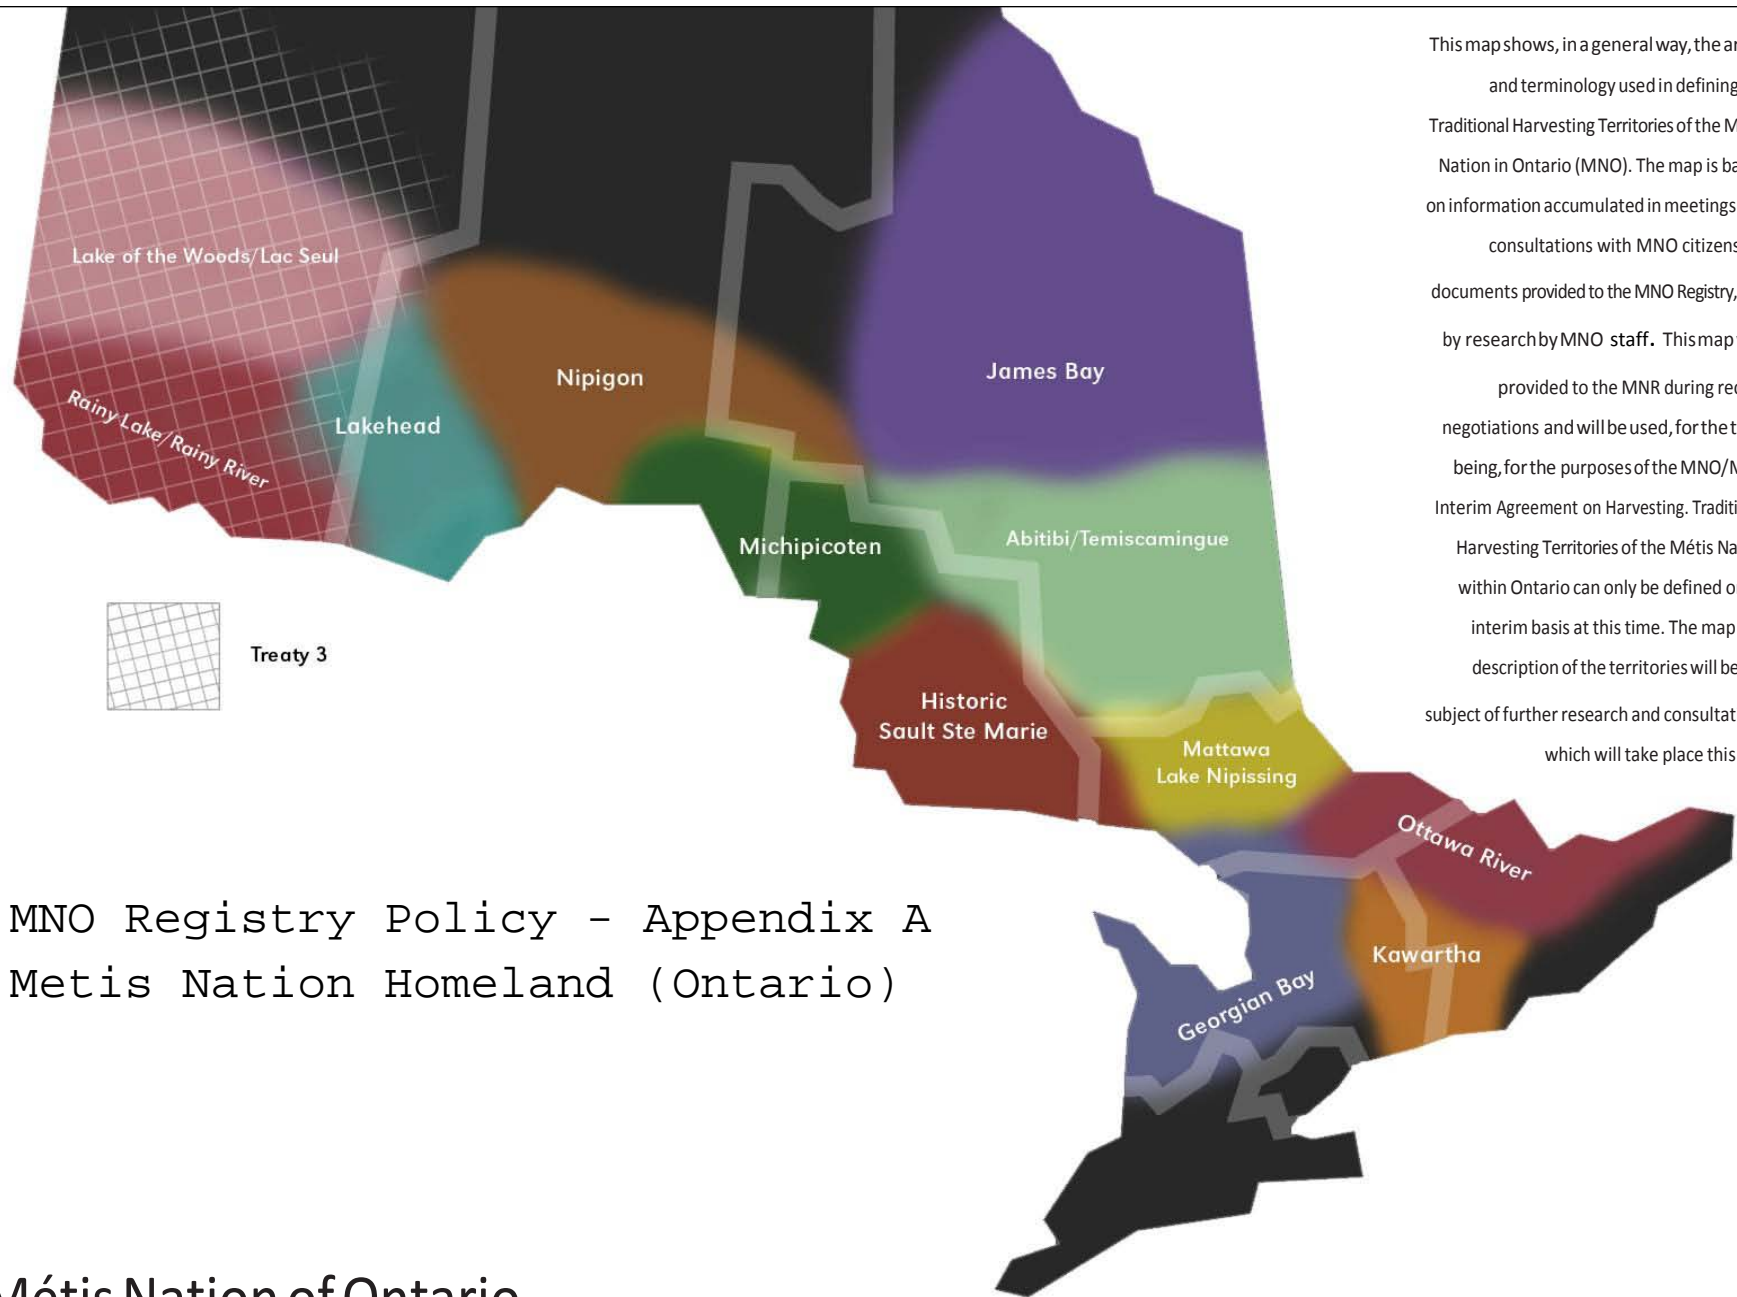 This map shows, in a general way, the
and terminology used in defining
Traditional Harvesting Territories of the
Nation in Ontario (MNO). The map is
on information accumulated in meetings
consultations with MNO citizens
documents provided to the MNO Registry,
by research by MNO staff. This map
provided to the MNR during
negotiations and will be used, for the
being, for the purposes of the
Interim Agreement on Harvesting.
Harvesting Territories of the Métis
within Ontario can only be defined
interim basis at this time. The map
description of the territories will be
subject of further research and
which will take place this
Lake of the Woods/Lac Seul
Rainy Lake/Rainy River
Lakehead
Nipigon
James Bay
Michipicoten
Abitibi/Temiscamingue
Treaty 3
Historic
Sault Ste Marie
Mattawa
Lake Nipissing
Ottawa River
Kawartha
Georgian Bay
MNO Registry Policy - Appendix A
Metis Nation Homeland (Ontario)
Métis Nation of Ontario